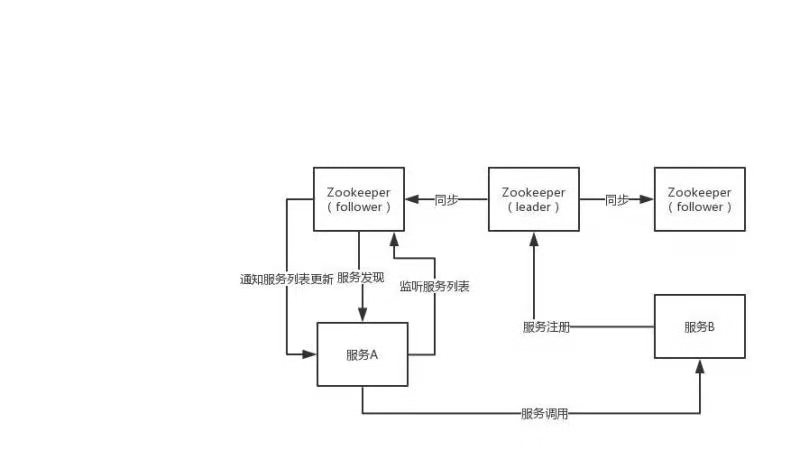 Zookeeper
（follower）
同步
Zookeeper
（leader）
同步
Zookeeper
（follower）
通知服务列表更新
服务发现
监听服务列表
服务A
服务注册
服务B
服务调用